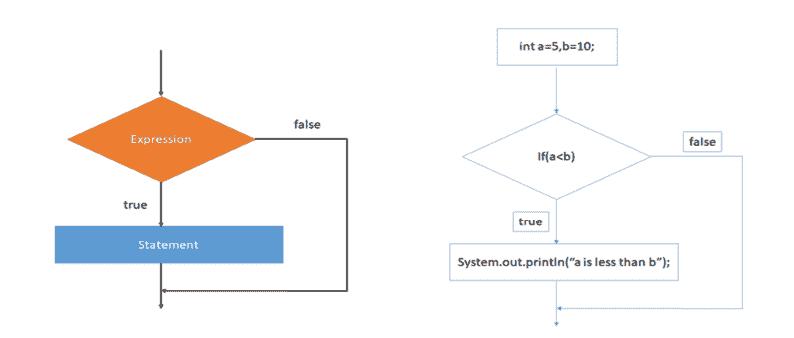 Expression
false
true
Statement
int a=5,b=10;
If(a<b)
false
true
System.out.println(“a is less than b”);